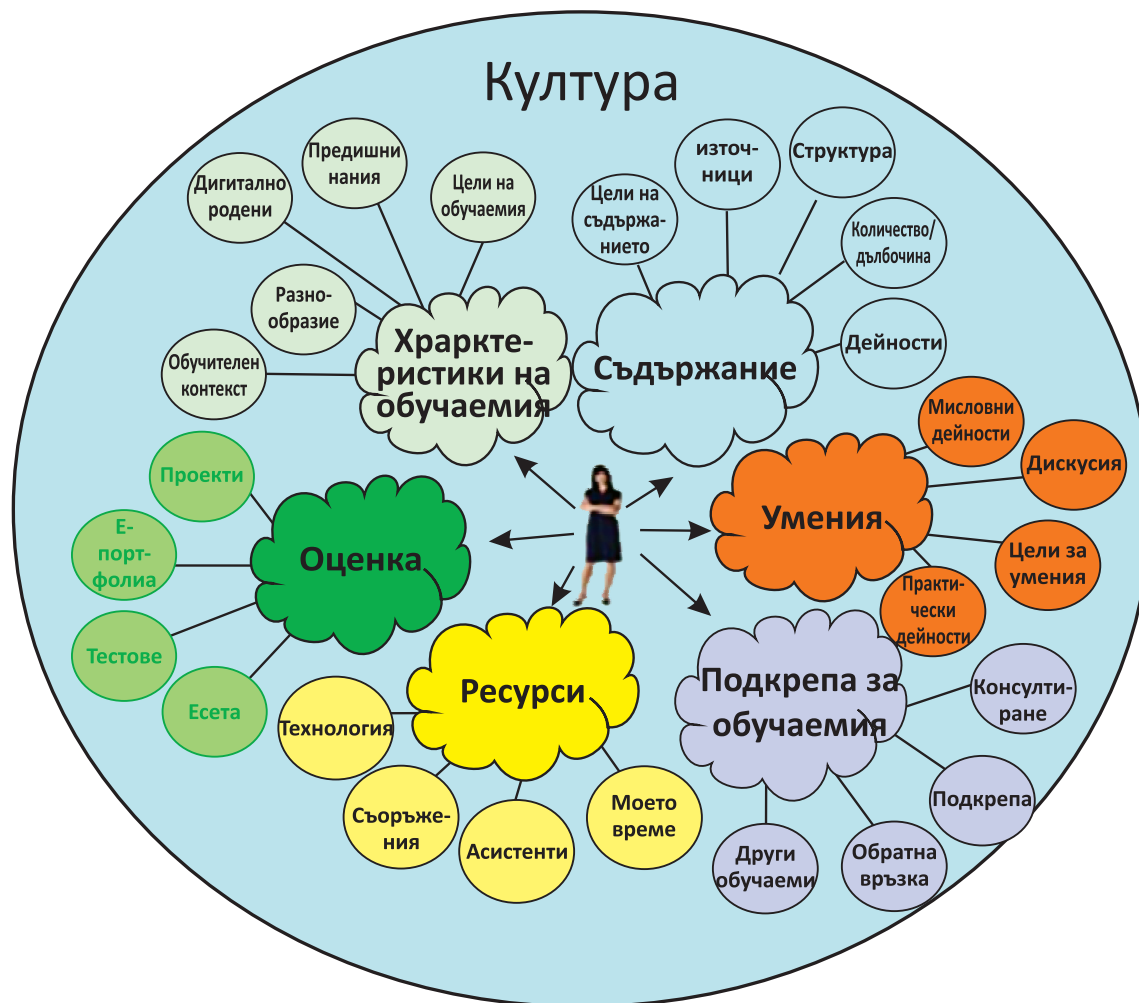 Култура
Предишни
нания
Дигитално
родени
Цели на
обучаемия
Разно-
образие
Обучителен
контекст
Храркте-
ристики на
обучаемия
Цели на
съдържа-
нието
източ-
ници
Структура
Количество/
дълбочина
Дейности
Съдържание
Мисловни
дейности
Дискусия
Цели за
умения
Практи-
чески
дейности
Умения
Проекти
Е-
порт-
фолиа
Тестове
Есета
Оценка
Ресурси
Технология
Съоръже-
ния
Асистенти
Моето
време
Подкрепа за
обучаемия
Консулти-
ране
Подкрепа
Обратна
връзка
Други
обучаеми